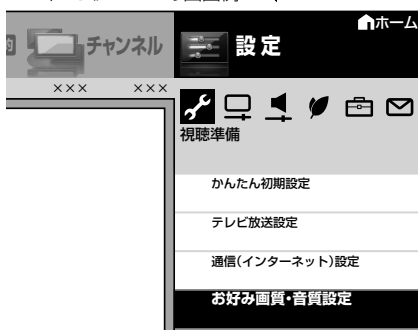 ホーム
チャンネル
設定
××× ×××
視聴準備
かんたん初期設定
テレビ放送設定
通信(インターネット)設定
お好み画質・音質設定